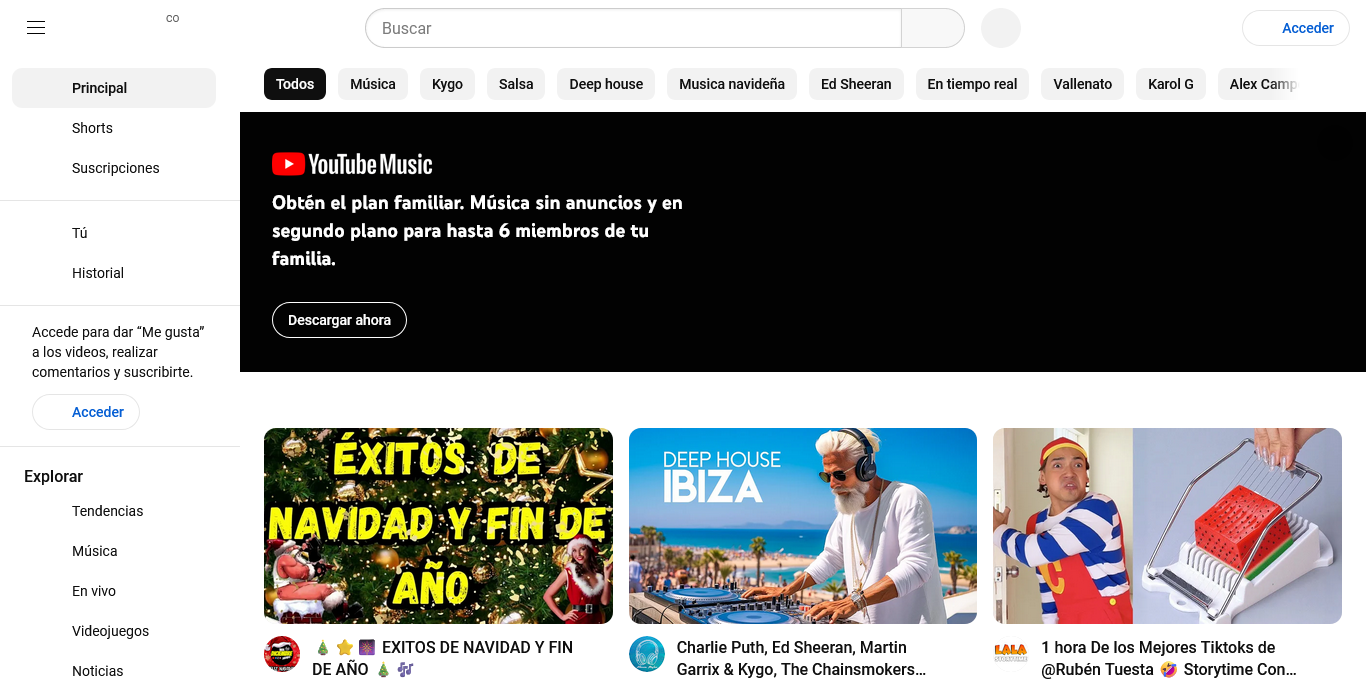 CO
Buscar
Acceder
Principal
Shorts
Suscripciones
Tú
Historial
Accede para dar “Me gusta”
a los videos, realizar
comentarios y suscribirte.
Acceder
Explorar
Tendencias
Música
En vivo
Videojuegos
Noticias
Todos
Música
Kygo
Salsa
Deep house
Musica navideña
Ed Sheeran
En tiempo real
Vallenato
Karol G
Alex Camp
YouTube Music
Obtén el plan familiar. Música sin anuncios y en
segundo plano para hasta 6 miembros de tu
familia.
Descargar ahora
ÉXITOS DE
NAVIDAD Y FIN DE
AÑO
🎄 ⭐ 🎆 EXITOS DE NAVIDAD Y FIN
DE AÑO 🎄 🎶
DEEP HOUSE
IBIZA
Charlie Puth, Ed Sheeran, Martin
Garrix & Kygo, The Chainsmokers…
LALA
STORYTIME
1 hora De los Mejores Tiktoks de
@Rubén Tuesta 🤣 Storytime Con…